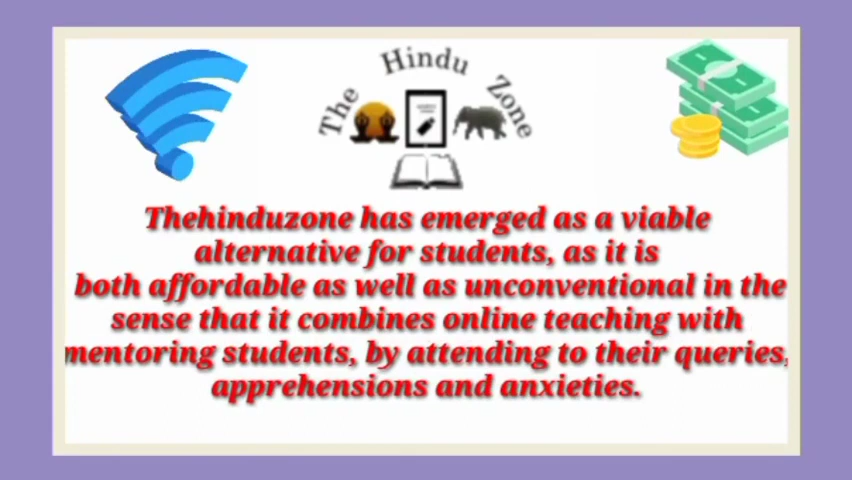 The Hindu Zone
Thehinduzone has emerged as a viable
alternative for students, as it is
both affordable as well as unconventional in the
sense that it combines online teaching with
mentoring students, by attending to their queries,
apprehensions and anxieties.